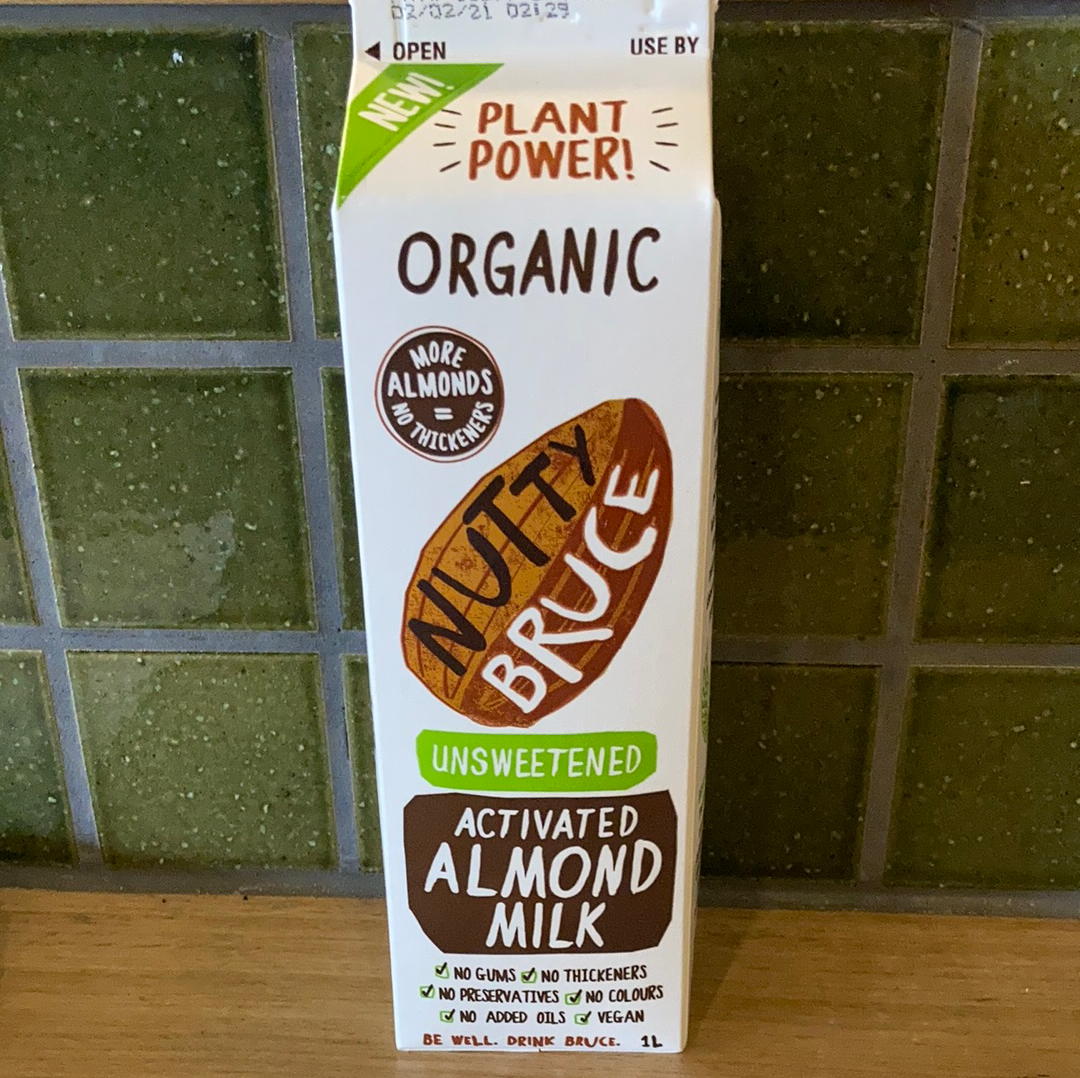 02/02/21 02:29
◀ OPEN
USE BY
NEW!
PLANT
POWER!
ORGANIC
MORE
ALMONDS
=
NO THICKENERS
NUTTY
BRUCE
UNSWEETENED
ACTIVATED
ALMOND
MILK
NO GUMS NO THICKENERS
NO PRESERVATIVES NO COLOURS
NO ADDED OILS VEGAN
BE WELL. DRINK BRUCE. 1L